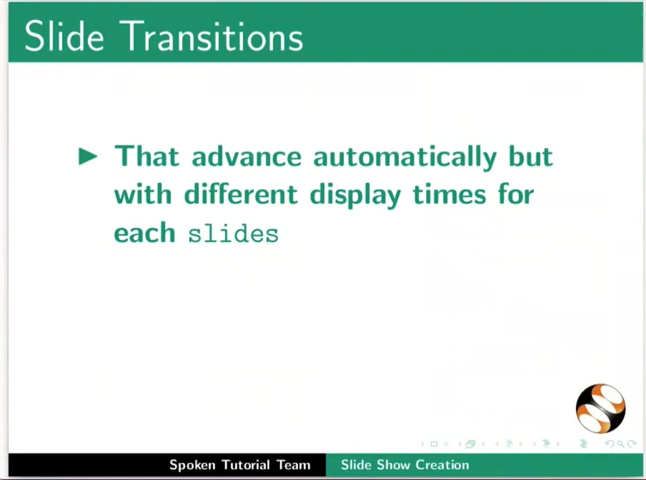 Slide Transitions
That advance automatically but
with different display times for
each slides
Spoken Tutorial Team
Slide Show Creation